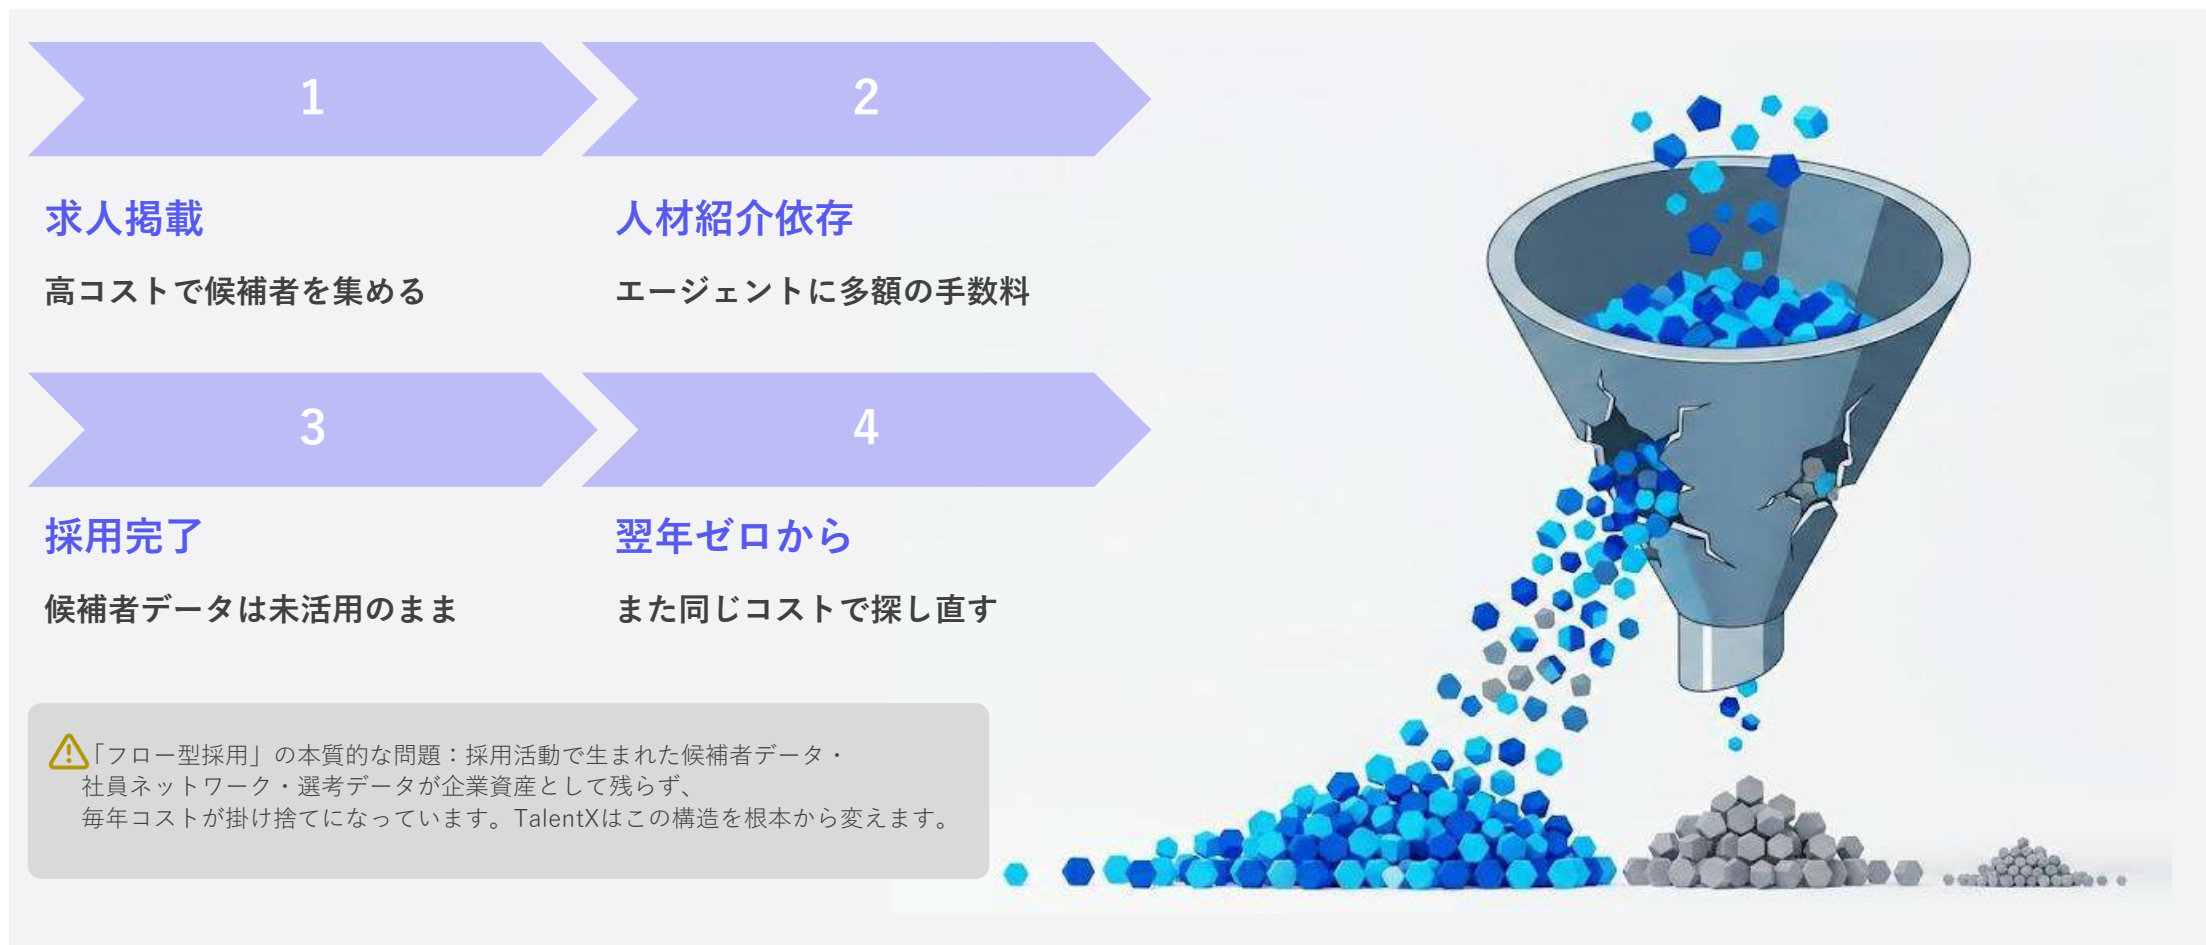 1
2
求人掲載
人材紹介依存
高コストで候補者を集める
エージェントに多額の手数料
3
4
採用完了
翌年ゼロから
候補者データは未活用のまま
また同じコストで探し直す
「フロー型採用」の本質的な問題：採用活動で生まれた候補者データ・
社員ネットワーク・選考データが企業資産として残らず、
毎年コストが掛け捨てになっています。TalentXはこの構造を根本から変えます。